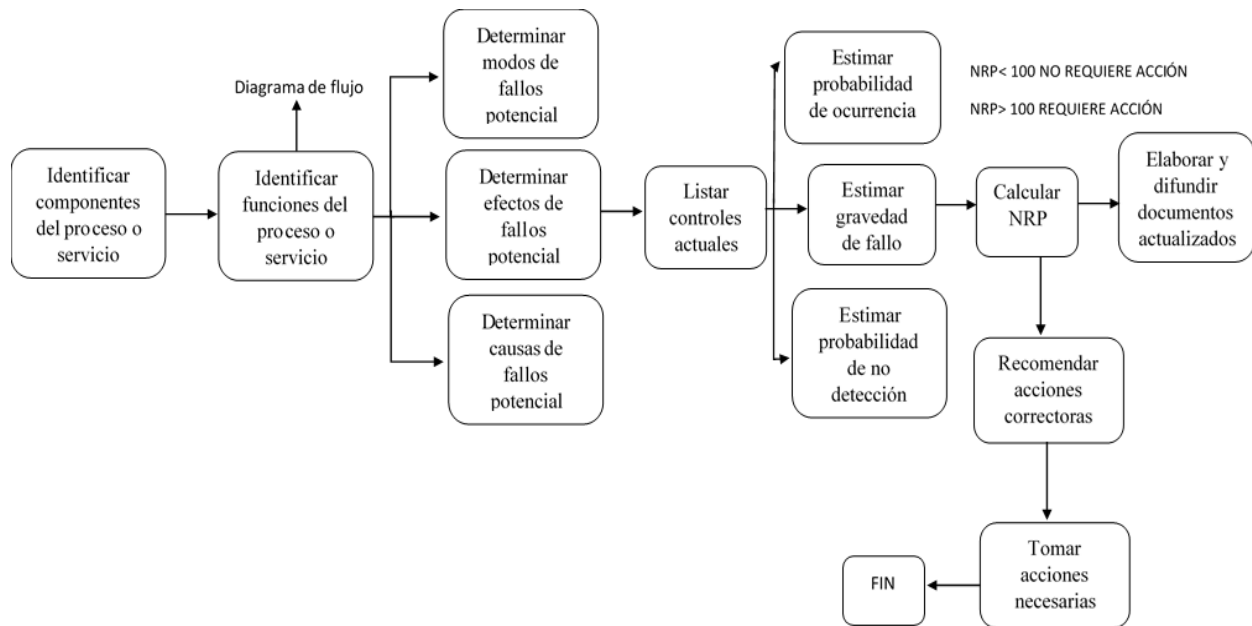 Identificar
componentes
del proceso o
servicio
Diagrama de flujo
Identificar
funciones del
proceso o
servicio
Determinar
modos de
fallos
potencial
Determinar
efectos de
fallos
potencial
Determinar
causas de
fallos
potencial
Listar
controles
actuales
Estimar
probabilidad
de ocurrencia
Estimar
gravedad
de fallo
Estimar
probabilidad
de no
detección
NRP< 100 NO REQUIERE ACCIÓN
NRP> 100 REQUIERE ACCIÓN
Calcular
NRP
Elaborar y
difundir
documentos
actualizados
Recomendar
acciones
correctoras
Tomar
acciones
necesarias
FIN